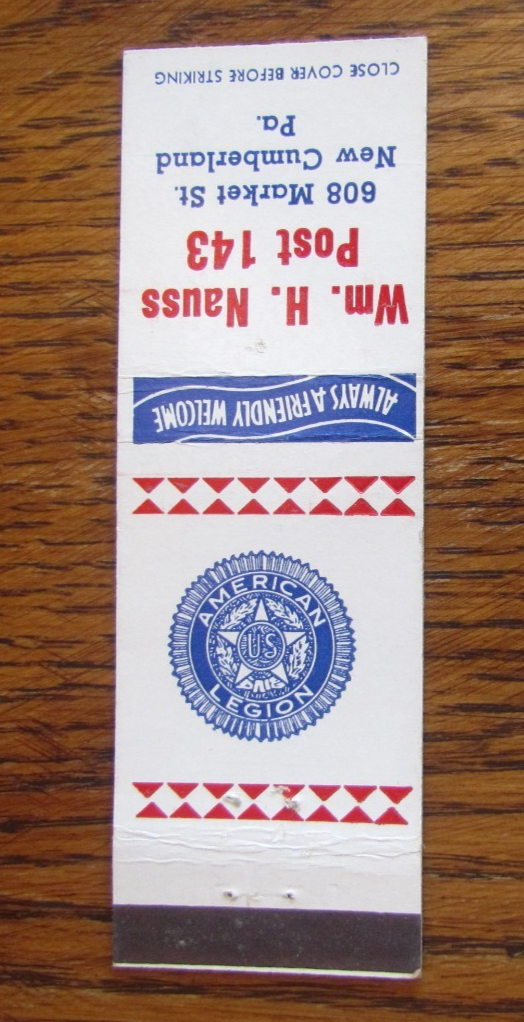 Wm. H. Nauss
Post 143
608 Market St.
New Cumberland
Pa.
CLOSE COVER BEFORE STRIKING
ALWAYS A FRIENDLY WELCOME
AMERICAN
US
LEGION